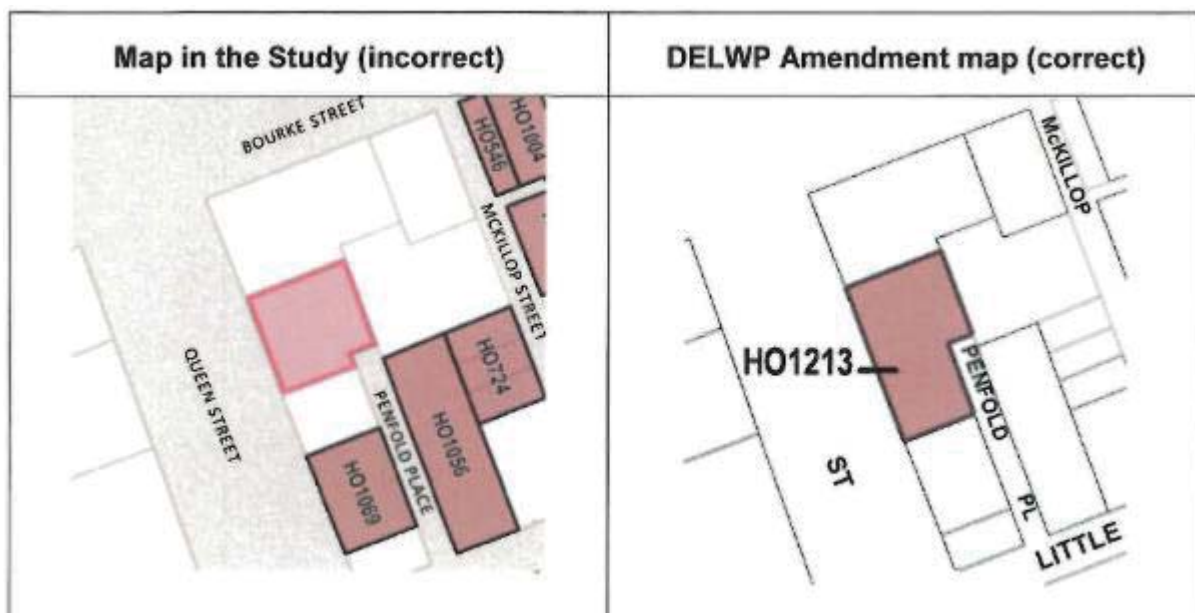 Map in the Study (incorrect)
DELWP Amendment map (correct)
BOURKE STREET
HO546
HO1004
MCKILLOP STREET
QUEEN STREET
HO724
PENFOLD PLACE
HO1056
HO1069
McKILLOP
HO1213
PENFOLD
ST
PL
LITTLE